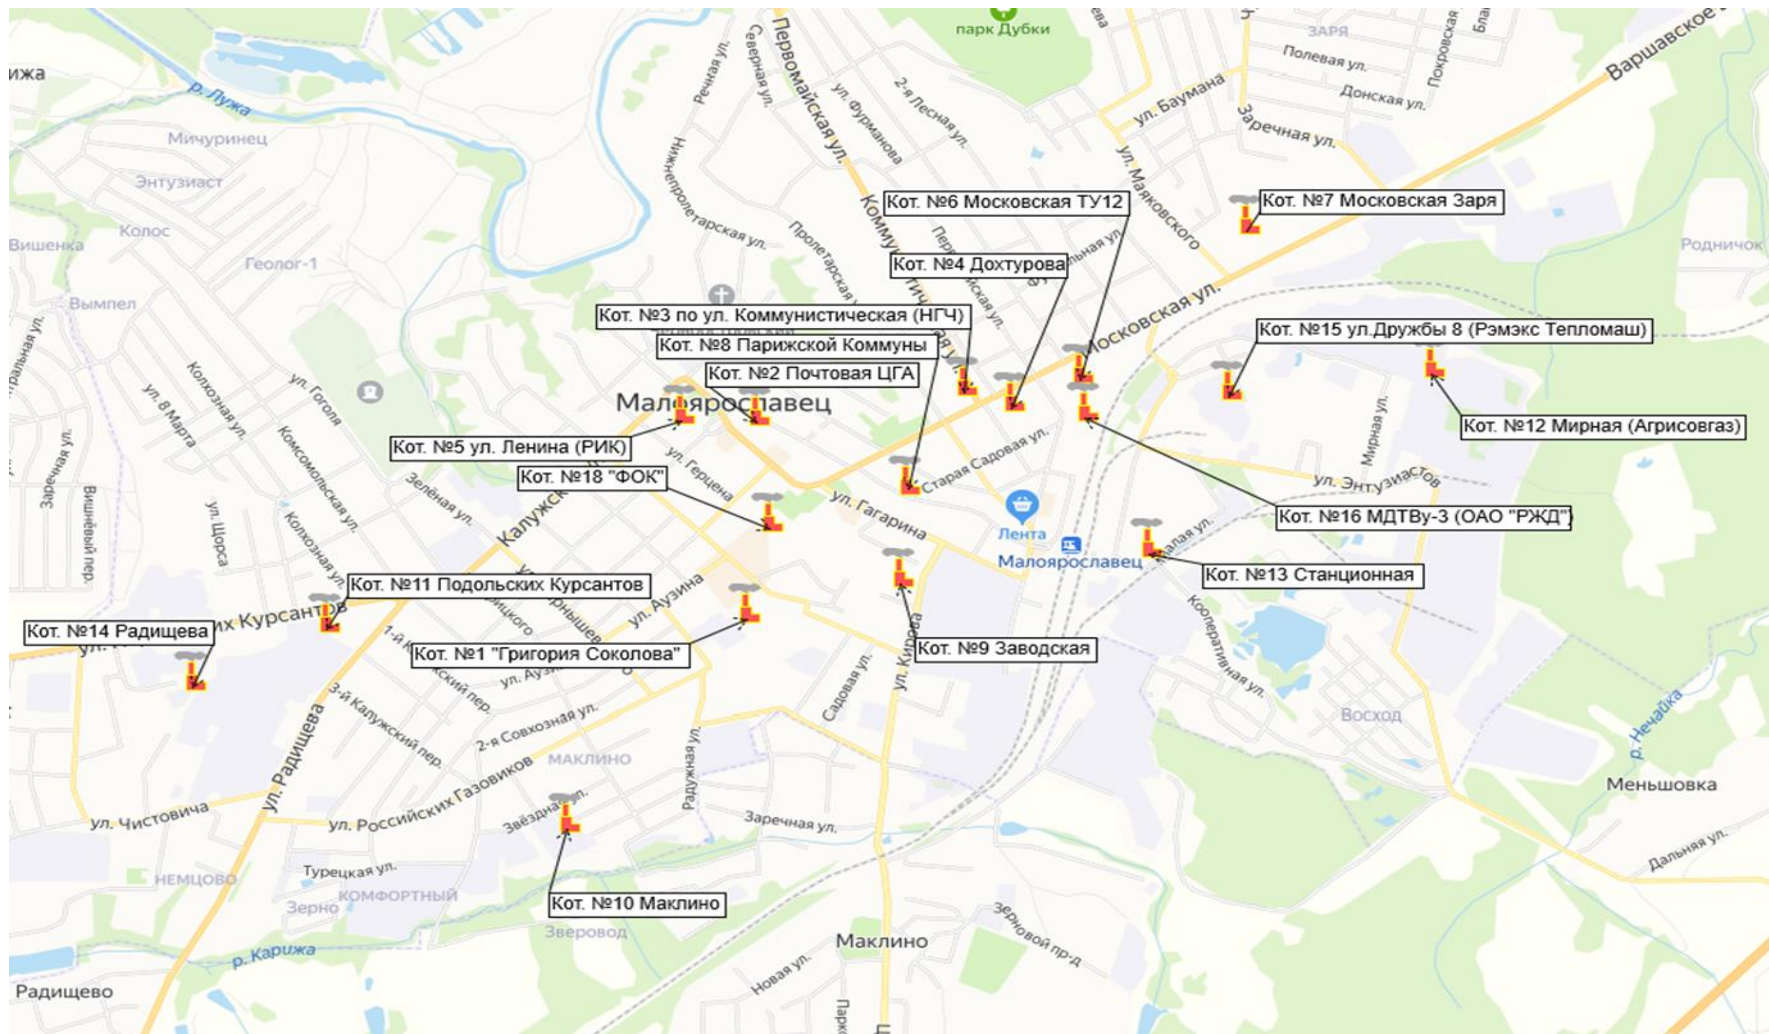 парк Дубки
ЗАРЯ
Полевая ул.
Покровская ул.
Варшавское
Донская ул.
ул. Баумана
Заречная ул.
ижа
р. Лужа
Мичуринец
Энтузиаст
Колос
Вишенка
Геолог-1
Вымпел
Речная ул.
Северная ул.
Первомайская ул.
ул. Фурманова
2-я Лесная ул.
ул. Маяковского
Нижнепролетарская ул.
Пролетарская
Кот. №6 Московская ТУ12
Кот. №7 Московская Заря
Родничок
Кот. №4 Дохтурова
Московская ул.
Кот. №3 по ул. Коммунистическая (НГЧ)
Кот. №15 ул.Дружбы 8 (Рэмэкс Тепломаш)
Кот. №8 Парижской Коммуны
Кот. №2 Почтовая ЦГА
Малоярославец
Кот. №12 Мирная (Агрисовгаз)
Мирная ул.
ул. 8 Марта
Колхозная ул.
ул. Гоголя
Комсомольская ул.
Заречная ул.
Вишнёвый пер.
Кот. №5 ул. Ленина (РИК)
Кот. №18 "ФОК"
ул. Герцена
Старая Садовая ул.
ул. Энтузиастов
Зелёная ул.
ул. Щорса
Колхозная ул.
Калужск
ул. Гагарина
Лента
Малоярославец
Кот. №16 МДТВу-3 (ОАО "РЖД")
Кот. №13 Станционная
Кот. №11 Подольских Курсантов
их Курсантов
Кот. №14 Радищева
ул. Аузина
Кот. №1 "Григория Соколова"
Кот. №9 Заводская
ул. Аузина
3-й Калужский пер.
2-я Совхозная ул.
Садовая ул.
ул. Кирова
Кооперативная ул.
Восход
р. Нечайка
Меньшовка
МАКЛИНО
ул. Радищева
Радужная ул.
ул. Чистовича
ул. Российских Газовиков
Звёздная ул.
Заречная ул.
Дальняя ул.
Турецкая ул.
НЕМЦОВО
КОМФОРТНЫЙ
Зерно
Кот. №10 Маклино
Зверовод
Маклино
Зерновой пр-д
р. Карижа
Новая ул.
Радищево